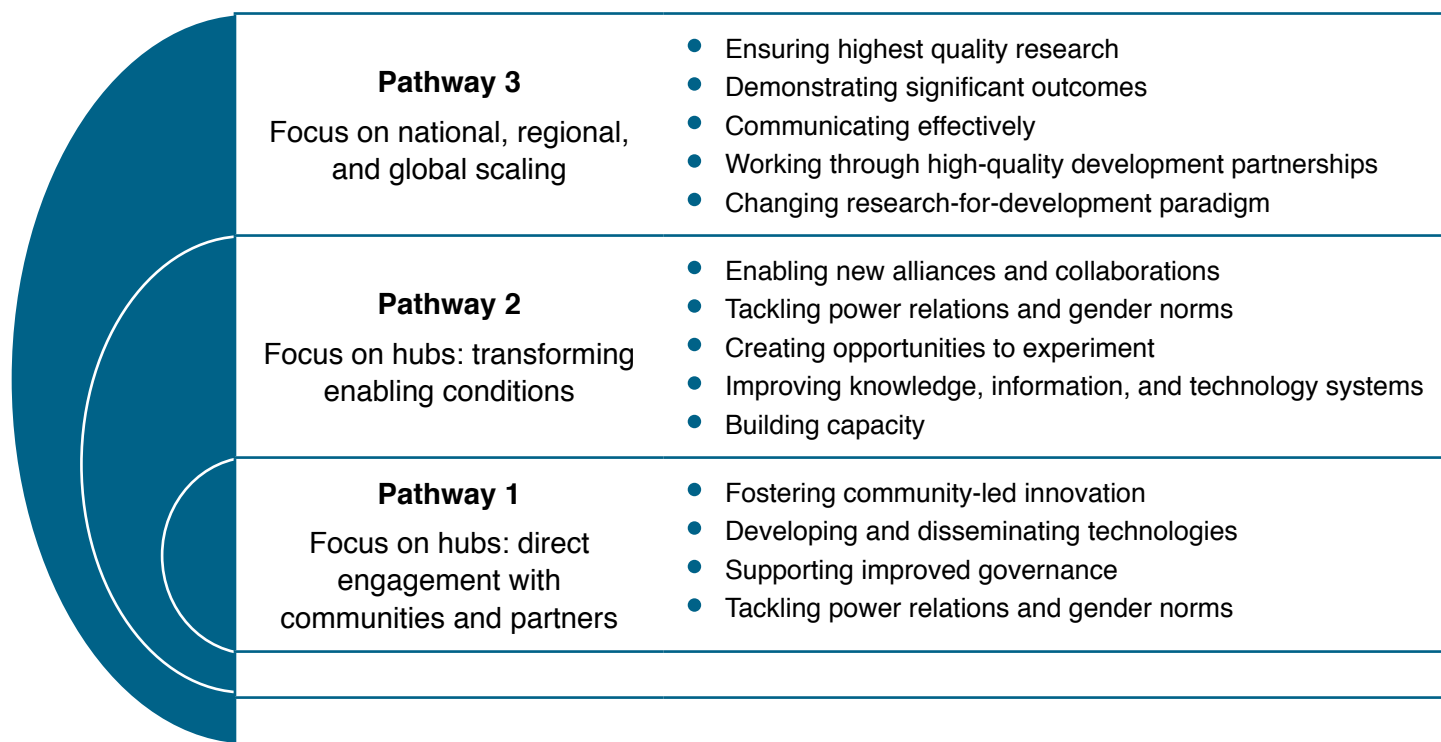 Pathway 3
Focus on national, regional,
and global scaling
● Ensuring highest quality research
● Demonstrating significant outcomes
● Communicating effectively
● Working through high-quality development partnerships
● Changing research-for-development paradigm
Pathway 2
Focus on hubs: transforming
enabling conditions
● Enabling new alliances and collaborations
● Tackling power relations and gender norms
● Creating opportunities to experiment
● Improving knowledge, information, and technology systems
● Building capacity
Pathway 1
Focus on hubs: direct
engagement with
communities and partners
● Fostering community-led innovation
● Developing and disseminating technologies
● Supporting improved governance
● Tackling power relations and gender norms